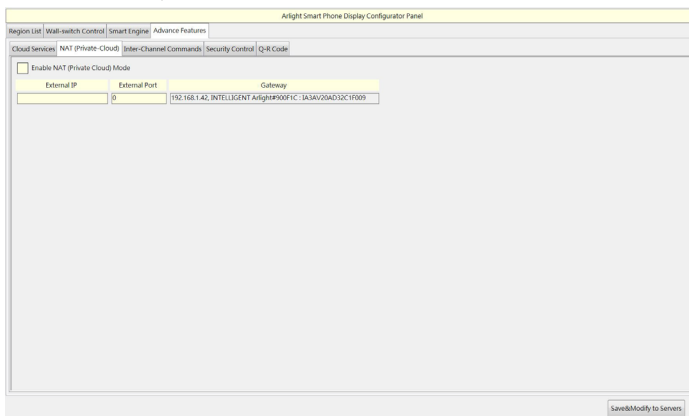 Arlight Smart Phone Display Configurator Panel
Region List Wall-switch Control Smart Engine Advance Features
Cloud Services NAT (Private-Cloud) Inter-Channel Commands Security Control Q-R Code
Enable NAT (Private Cloud) Mode
External IP External Port Gateway
0 192.168.1.42, INTELLIGENT Arlight#900F1C : IA3AV20AD32C1F009
Save&Modify to Servers